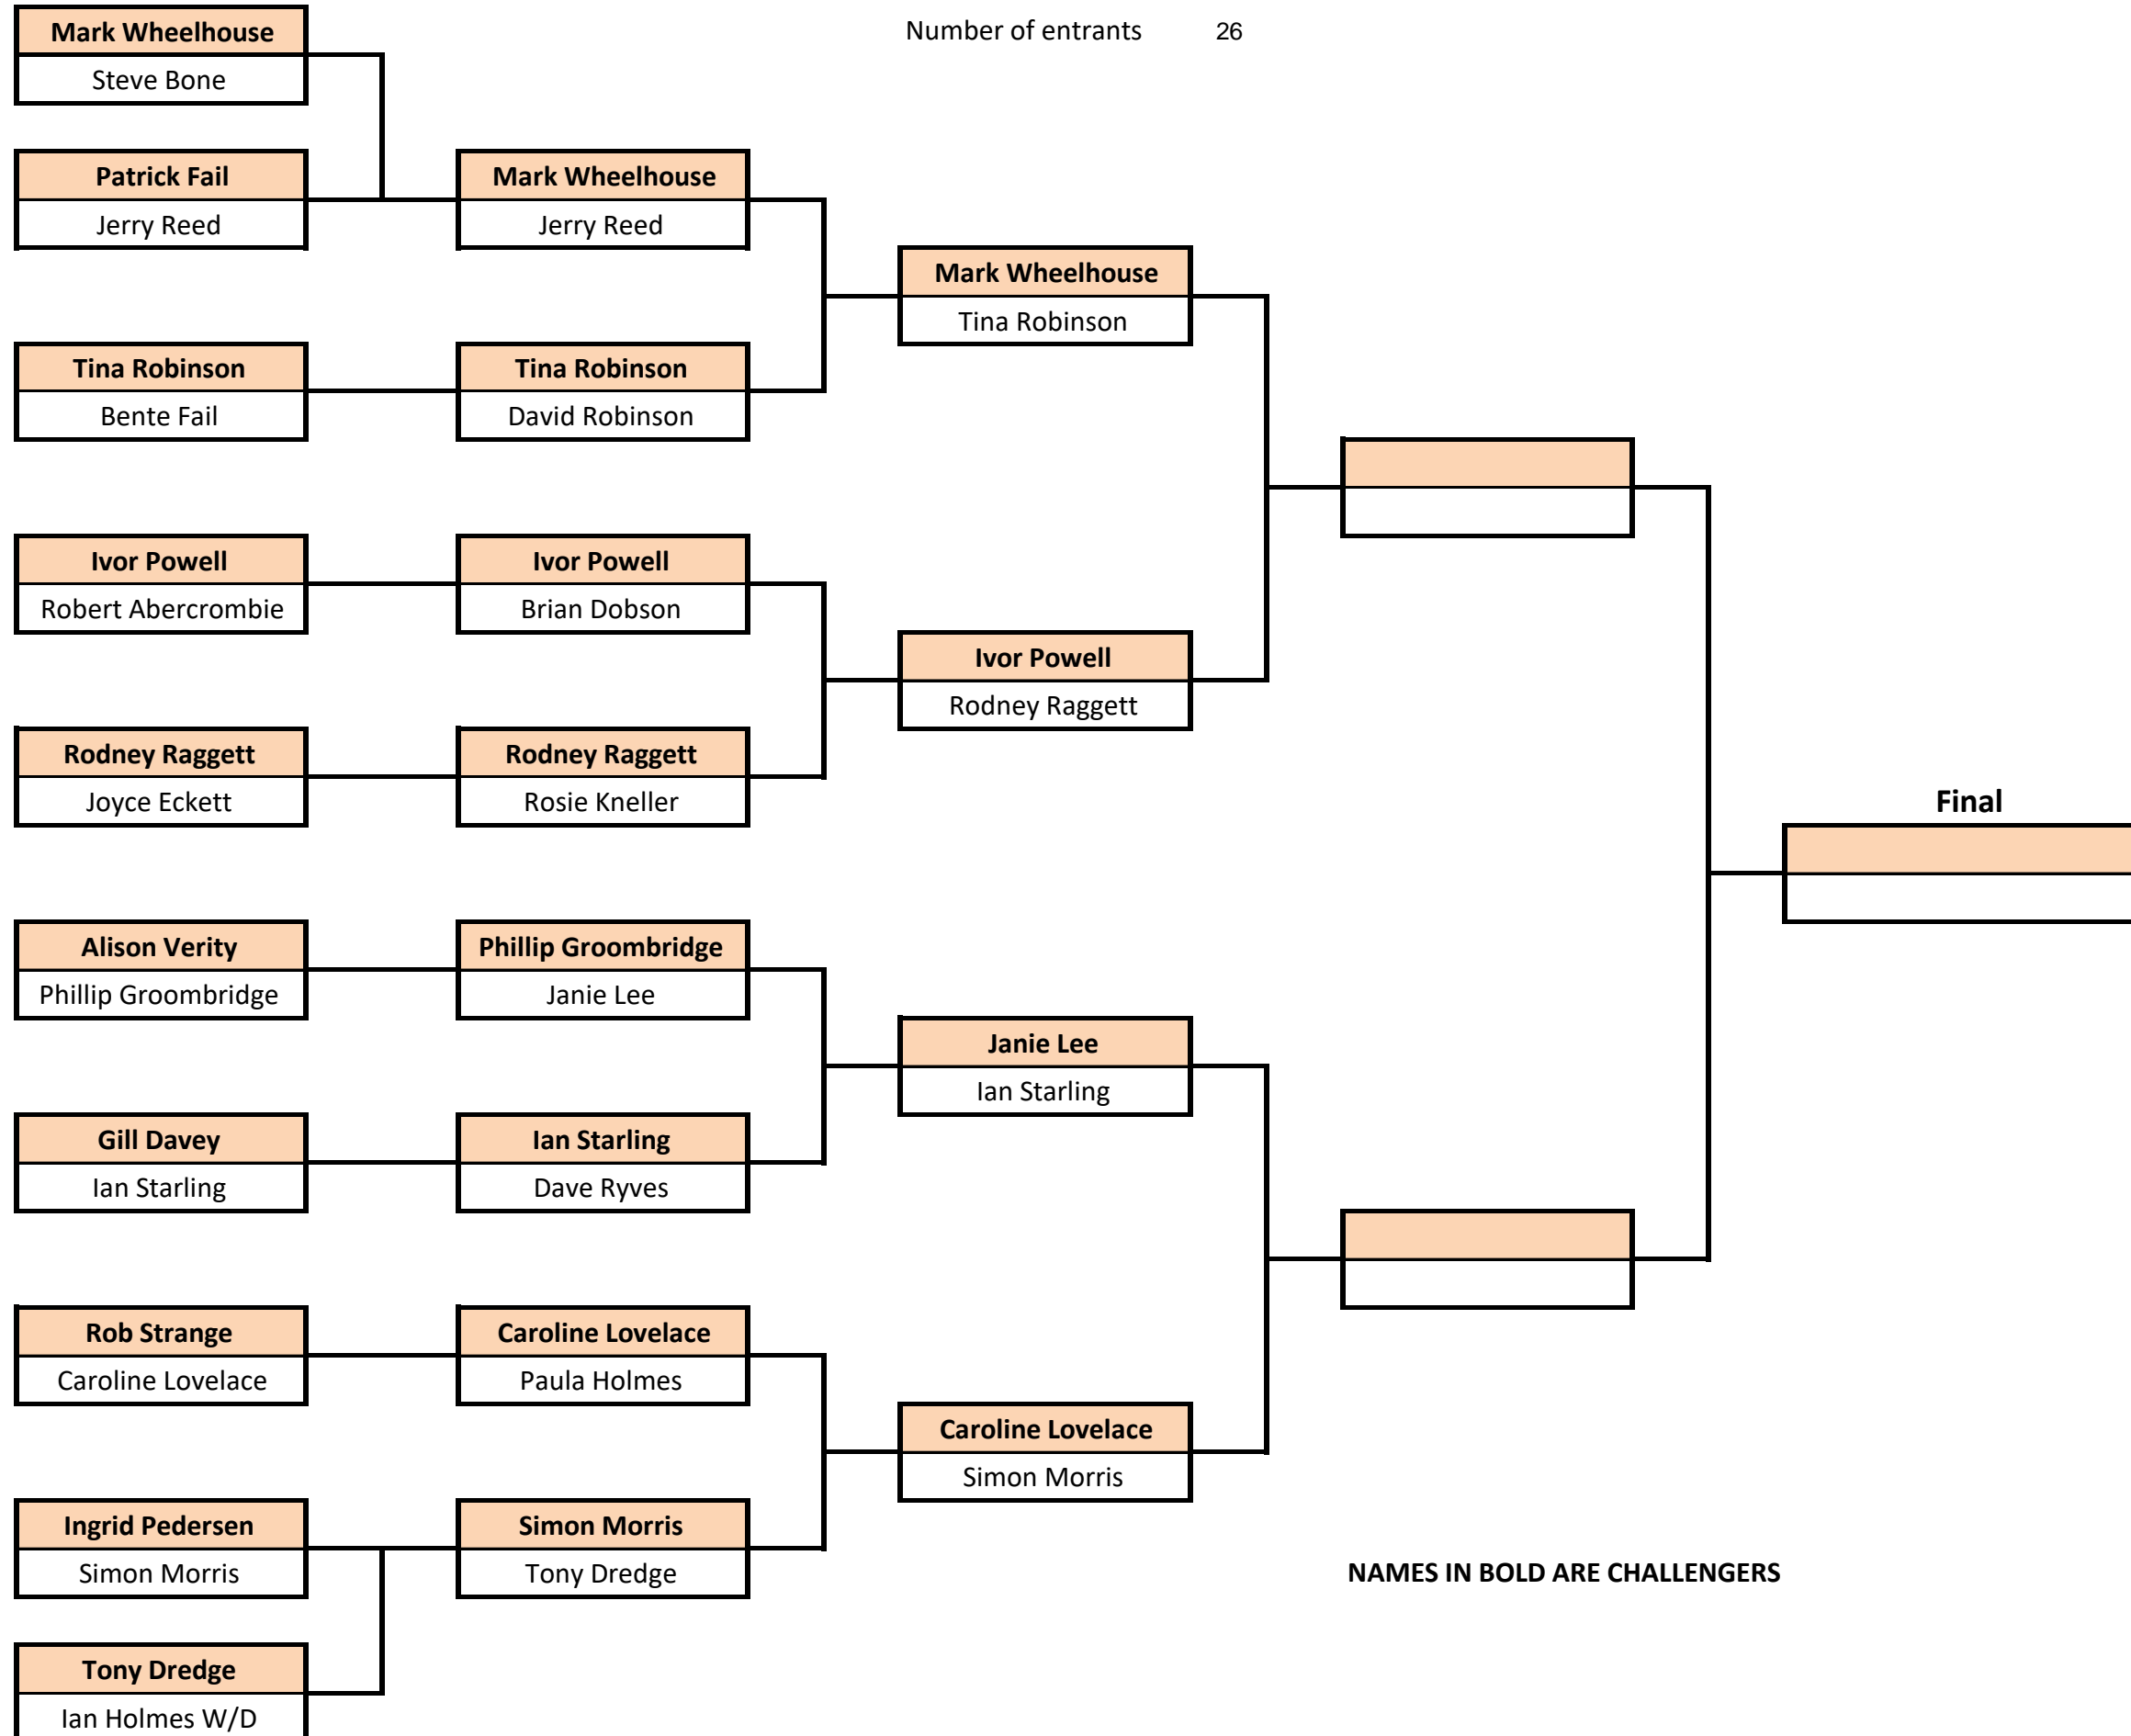 Number of entrants 26
Mark Wheelhouse
Steve Bone
Patrick Fail
Jerry Reed
Tina Robinson
Bente Fail
Ivor Powell
Robert Abercrombie
Rodney Raggett
Joyce Eckett
Alison Verity
Phillip Groombridge
Gill Davey
Ian Starling
Rob Strange
Caroline Lovelace
Ingrid Pedersen
Simon Morris
Tony Dredge
Ian Holmes W/D
Mark Wheelhouse
Jerry Reed
Tina Robinson
David Robinson
Ivor Powell
Brian Dobson
Rodney Raggett
Rosie Kneller
Phillip Groombridge
Janie Lee
Ian Starling
Dave Ryves
Caroline Lovelace
Paula Holmes
Simon Morris
Tony Dredge
Mark Wheelhouse
Tina Robinson
Ivor Powell
Rodney Raggett
Janie Lee
Ian Starling
Caroline Lovelace
Simon Morris
Final
NAMES IN BOLD ARE CHALLENGERS